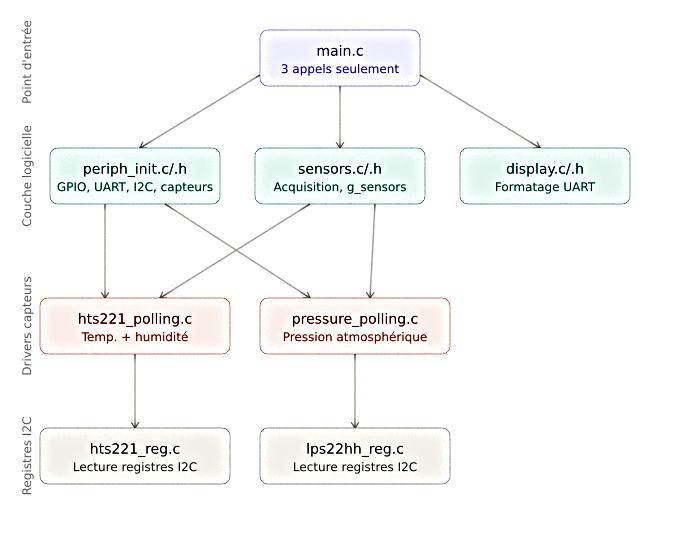 Point d'entrée
main.c
3 appels seulement
Couche logicielle
periph_init.c/.h
GPIO, UART, I2C, capteurs
sensors.c/.h
Acquisition, g_sensors
display.c/.h
Formatage UART
Drivers capteurs
hts221_polling.c
Temp. + humidité
pressure_polling.c
Pression atmosphérique
Registres I2C
hts221_reg.c
Lecture registres I2C
lps22hh_reg.c
Lecture registres I2C